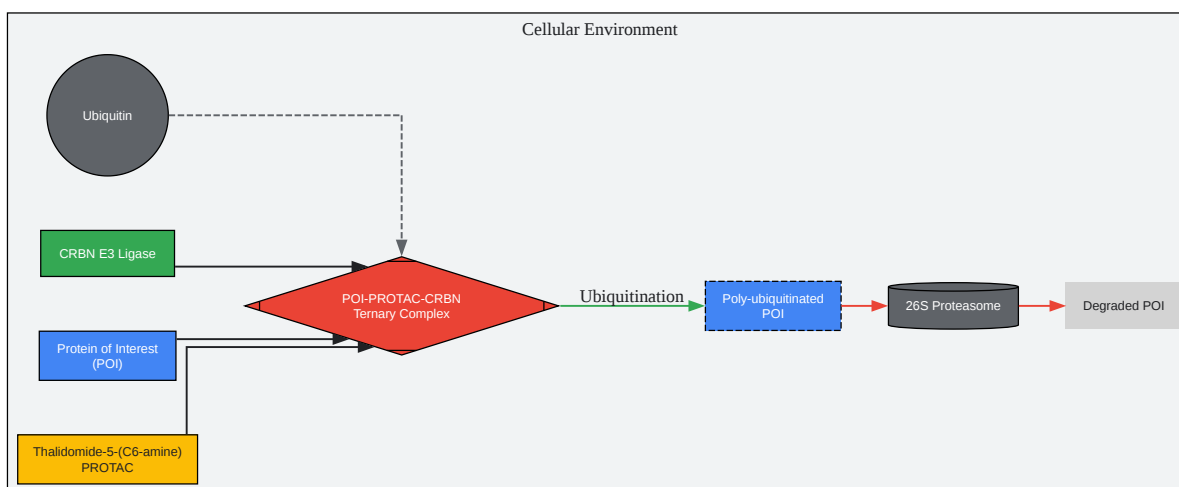 Cellular Environment
Ubiquitin
CRBN E3 Ligase
POI-PROTAC-CRBN
Ternary Complex
Ubiquitination
Poly-ubiquitinated
POI
26S Proteasome
Degraded POI
Protein of Interest
(POI)
Thalidomide-5-(C6-amine)
PROTAC